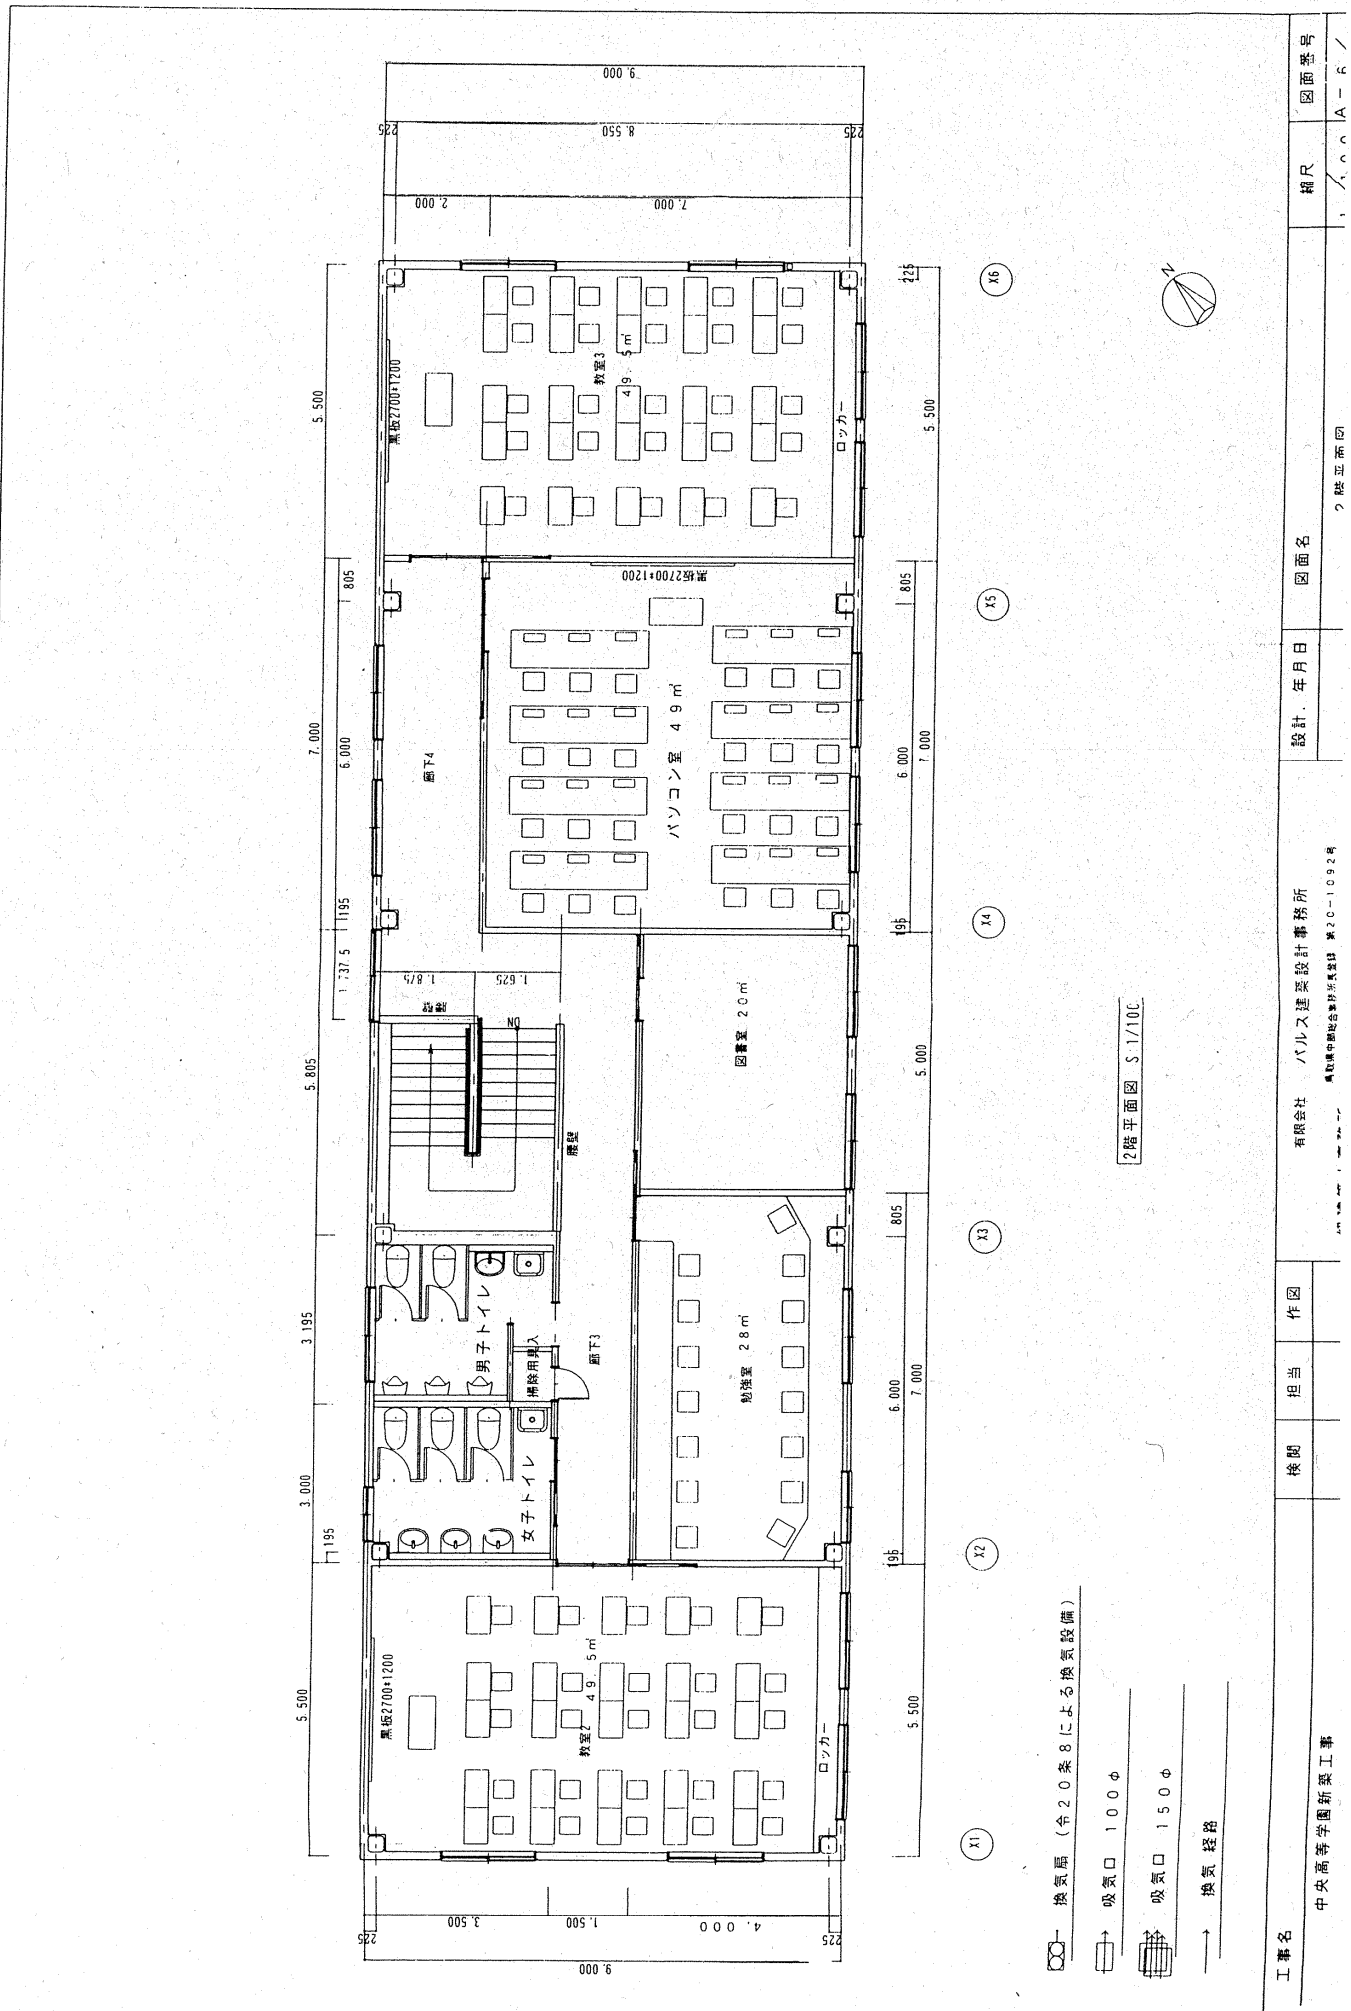 2階平面図 S:1/100
9.000
225
8.550
225
2.000
7.000
5.500
805
7.000
6.000
195
1 737.5
5.805
3 195
3.000
195
5.500
225
5.500
805
6.000
7.000
195
5.000
805
6.000
7 000
195
5.500
225
3.500
1.500
4.000
225
9.000
1.875
1.625
X1
X2
X3
X4
X5
X6
N
黒板2700*1200
教室2
49.5㎡
ロッカー
女子トイレ
男子トイレ
掃除用具入
廊下3
勉強室 28㎡
腰壁
階段
DN
図書室 20㎡
廊下4
パソコン室 49㎡
黒板2700*1200
黒板2700*1200
教室3
49.5㎡
ロッカー
換気扇 (令20条8による換気設備)
吸気口 100φ
吸気口 150φ
換気 経路
工事名
中央高等学園新築工事
検閲
担当
作図
有限会社 バルス建築設計事務所
設計. 年月日
図面名
2階平面図
縮尺
図面番号